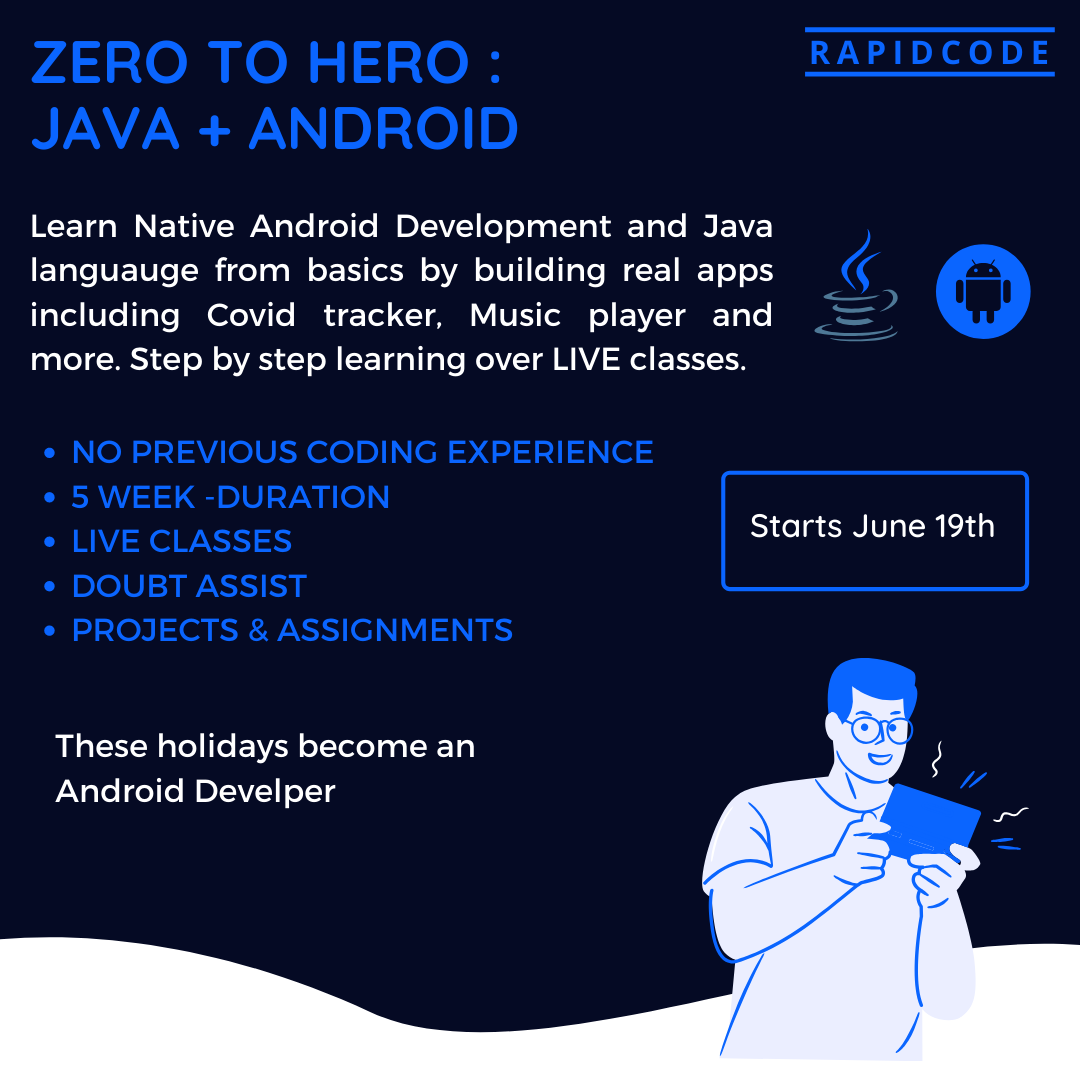 ZERO TO HERO :
JAVA + ANDROID
RAPIDCODE
Learn Native Android Development and Java
languauge from basics by building real apps
including Covid tracker, Music player and
more. Step by step learning over LIVE classes.
• NO PREVIOUS CODING EXPERIENCE
• 5 WEEK -DURATION
• LIVE CLASSES
• DOUBT ASSIST
• PROJECTS & ASSIGNMENTS
Starts June 19th
These holidays become an
Android Develper